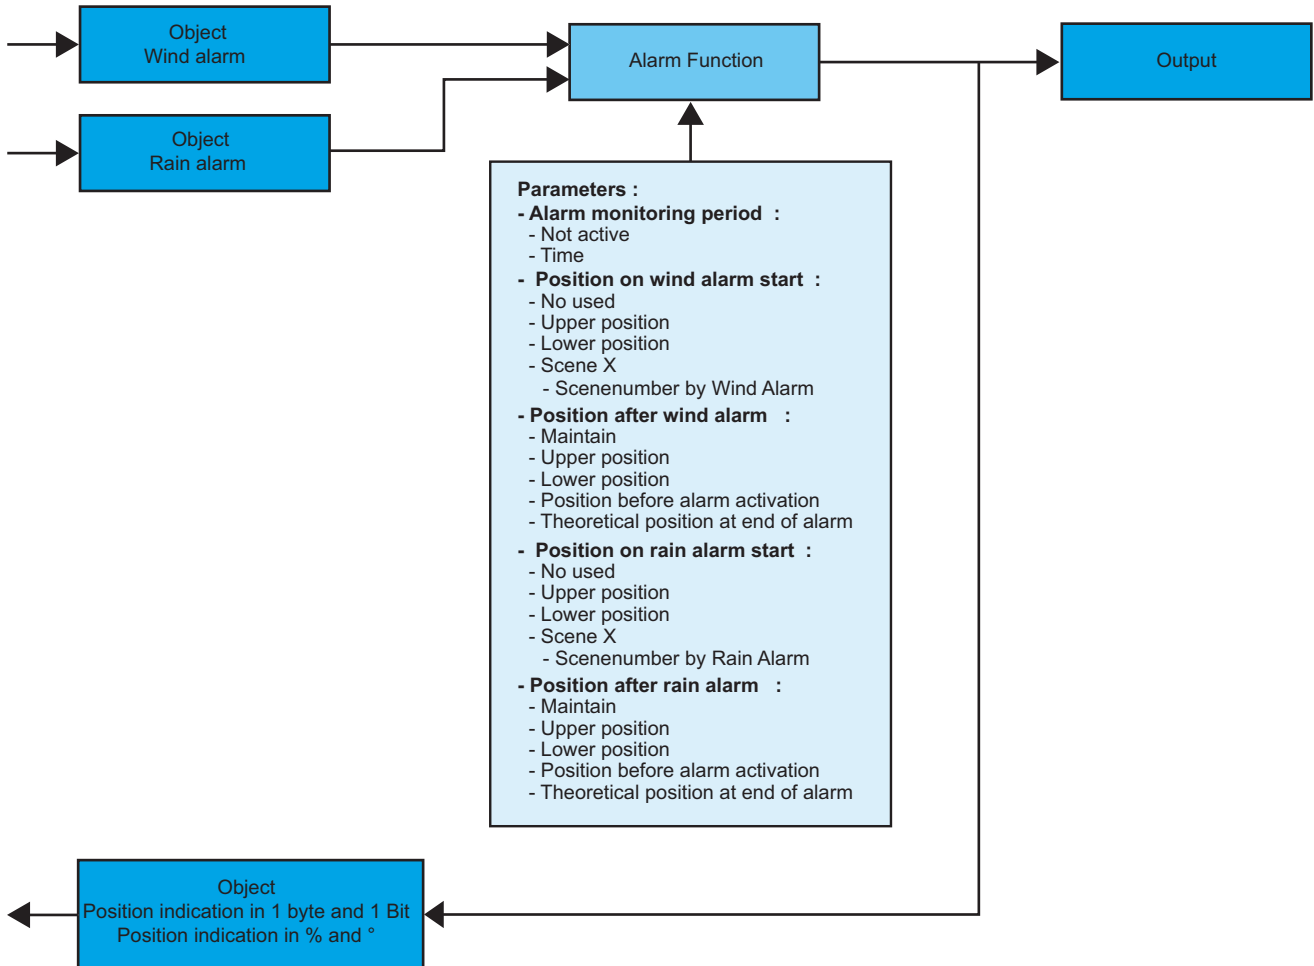 Object
Wind alarm
Alarm Function
Output
Object
Rain alarm
Parameters :
- Alarm monitoring period :
- Not active
- Time
- Position on wind alarm start :
- No used
- Upper position
- Lower position
- Scene X
- Scenenumber by Wind Alarm
- Position after wind alarm :
- Maintain
- Upper position
- Lower position
- Position before alarm activation
- Theoretical position at end of alarm
- Position on rain alarm start :
- No used
- Upper position
- Lower position
- Scene X
- Scenenumber by Rain Alarm
- Position after rain alarm :
- Maintain
- Upper position
- Lower position
- Position before alarm activation
- Theoretical position at end of alarm
Object
Position indication in 1 byte and 1 Bit
Position indication in % and °